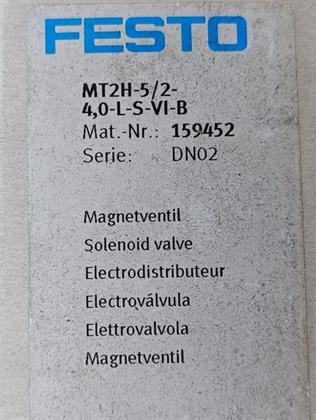 FESTO
MT2H-5/2-
4,0-L-S-VI-B
Mat.-Nr.: 159452
Serie: DN02
Magnetventil
Solenoid valve
Electrodistributeur
Electroválvula
Elettrovalvola
Magnetventil